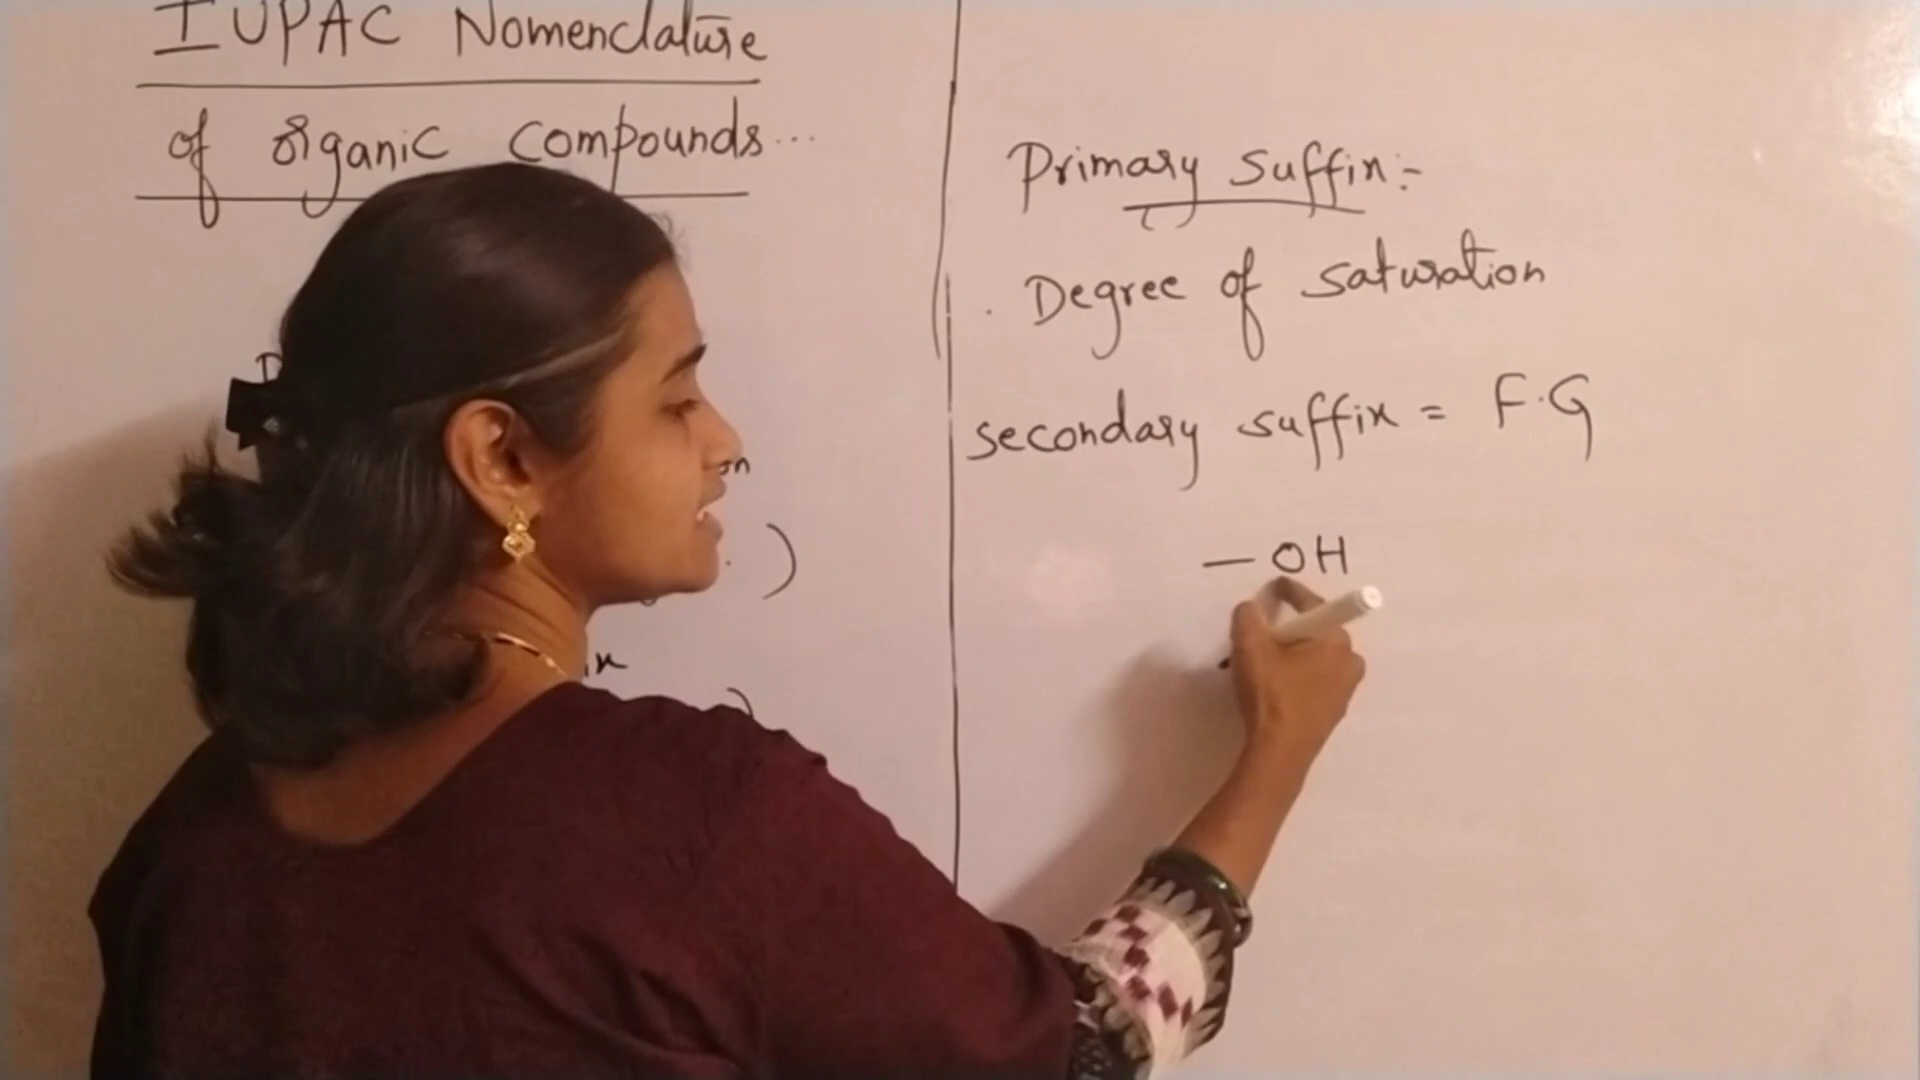 IUPAC Nomenclature
of organic compounds...
Primary suffix:-
. Degree of saturation
secondary suffix = F.G
— OH